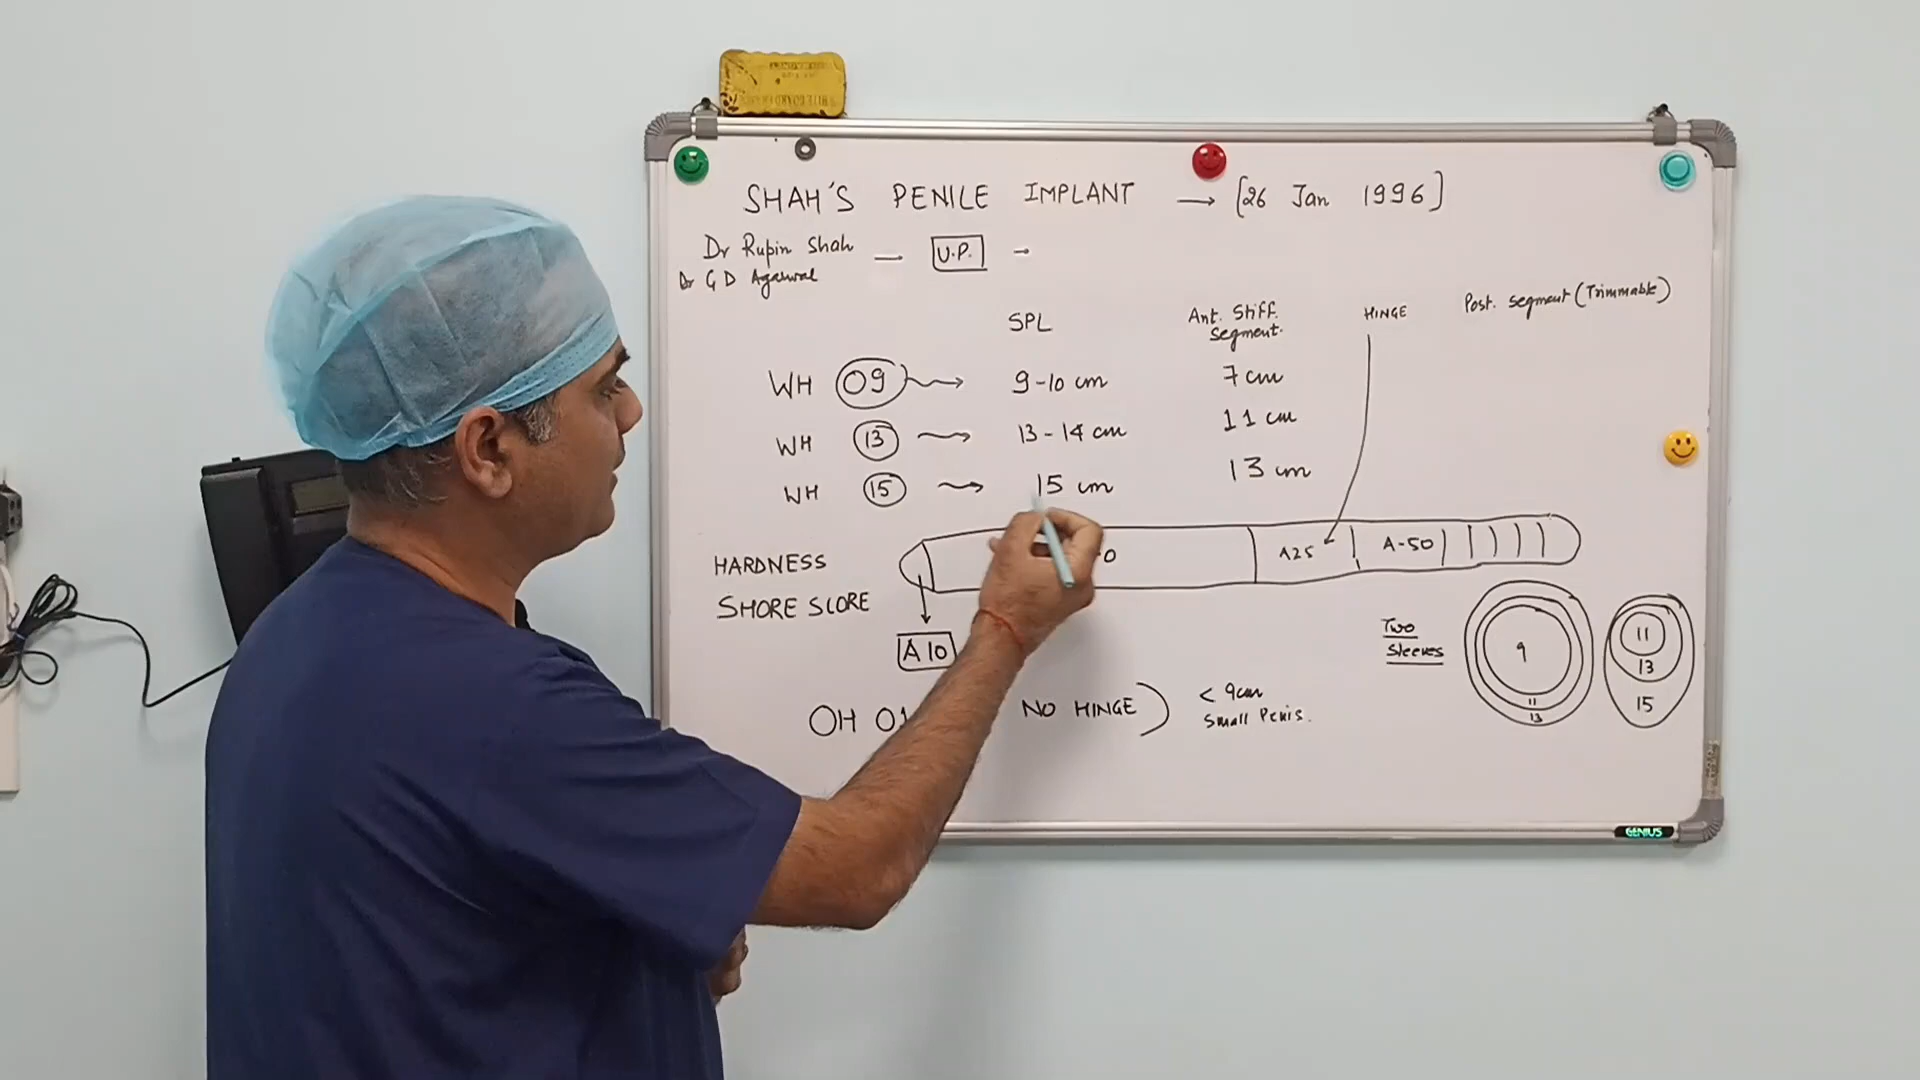 SHAH'S PENILE IMPLANT → [26 Jan 1996]
Dr Rupin Shah — U.P. –
Dr G D Agarwal
SPL Ant. Stiff. Segment. HINGE Post. Segment (Trimmable)
WH 09 → 9-10 cm 7 cm
WH 13 → 13-14 cm 11 cm
WH 15 → 15 cm 13 cm
HARDNESS
SHORE SCORE
A25 A-50
A 10
Two
Sleeves
9
11
13
11
13
15
OH NO HINGE) < 9cm
Small Penis.
GENIUS